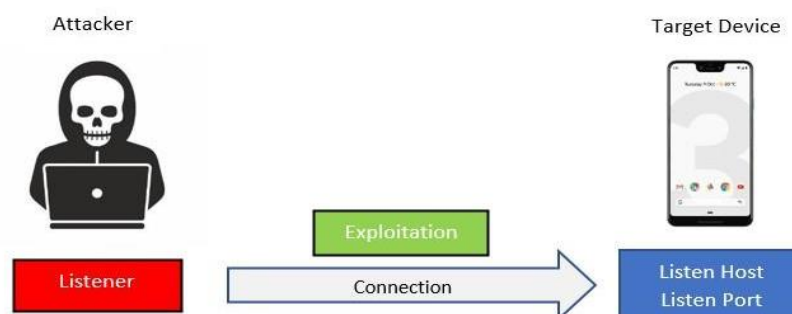 Attacker
Target Device
Exploitation
Listener
Connection
Listen Host
Listen Port